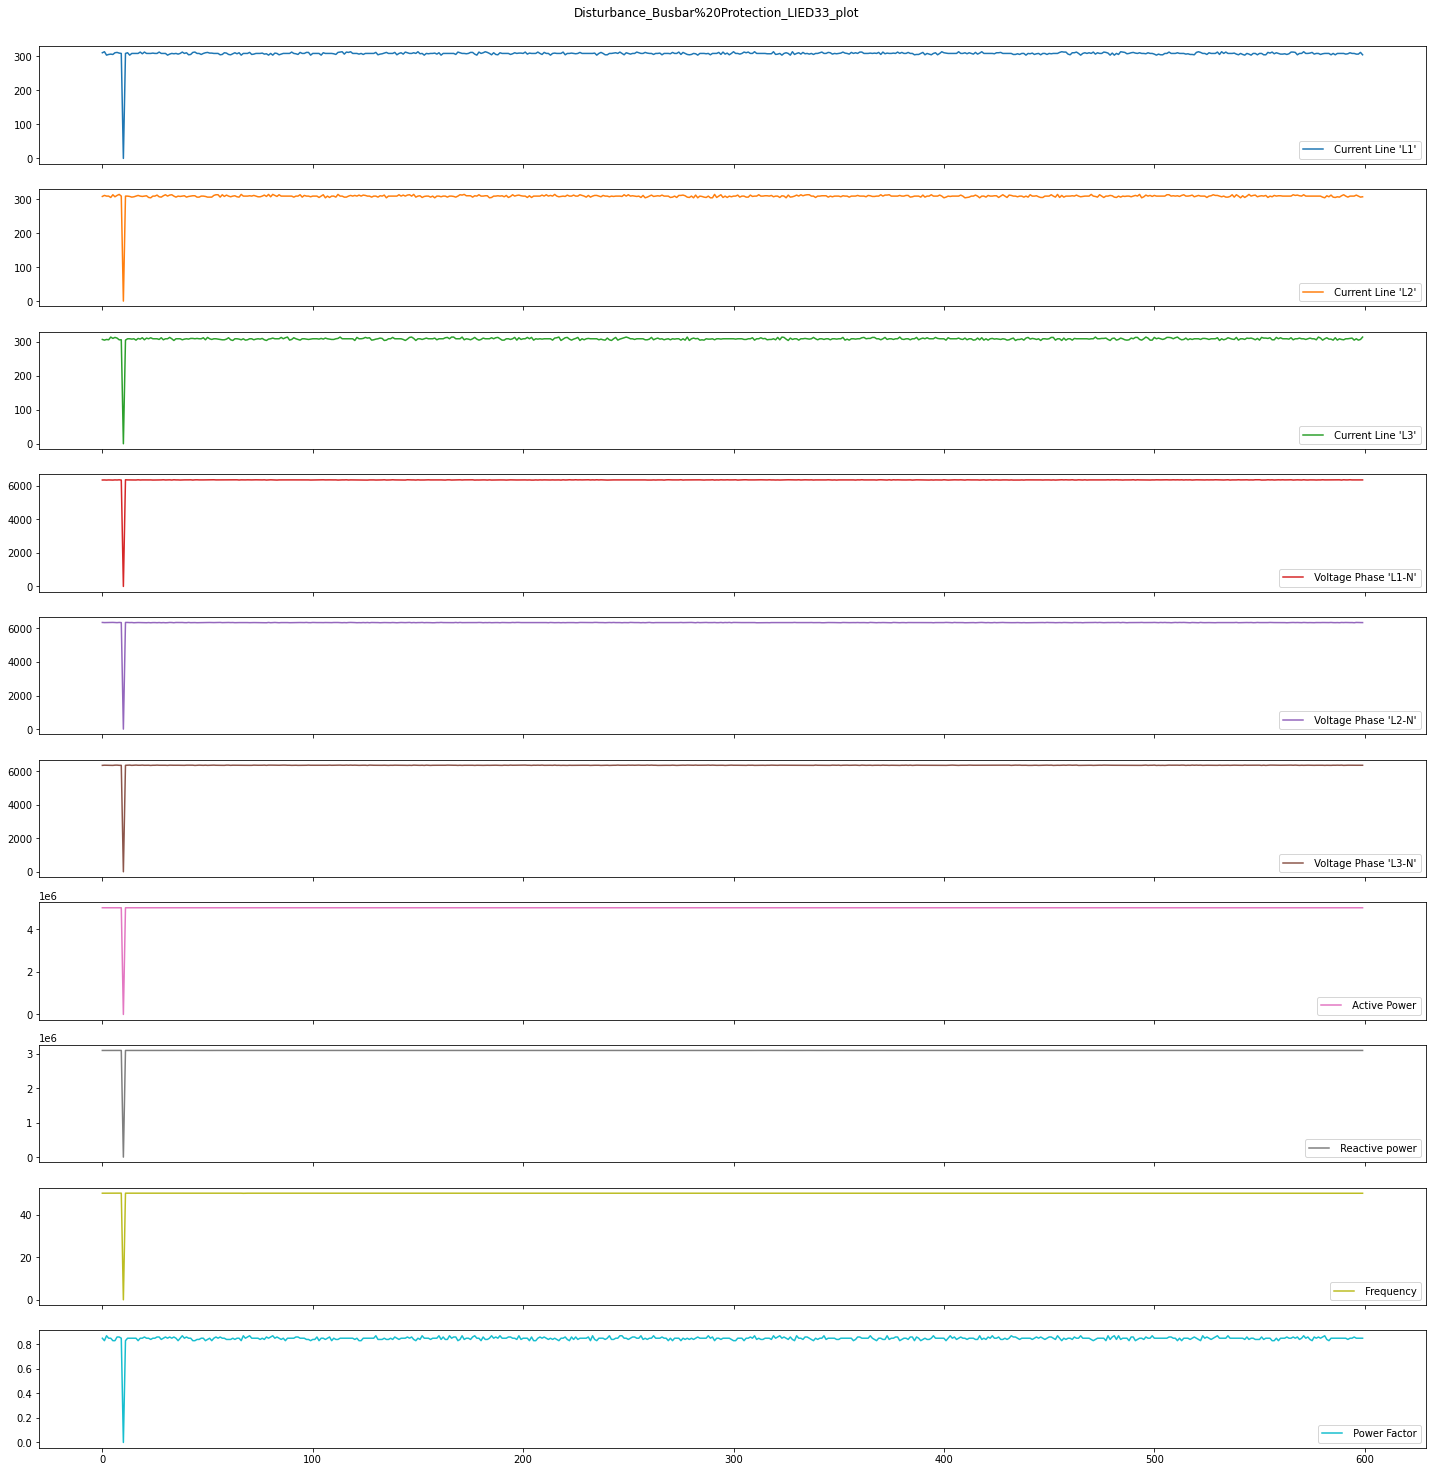 Disturbance_Busbar%20Protection_LIED33_plot
300
200
100
0
Current Line 'L1'
300
200
100
0
Current Line 'L2'
300
200
100
0
Current Line 'L3'
6000
4000
2000
0
Voltage Phase 'L1-N'
6000
4000
2000
0
Voltage Phase 'L2-N'
6000
4000
2000
0
Voltage Phase 'L3-N'
1e6
4
2
0
Active Power
1e6
3
2
1
0
Reactive power
40
20
0
Frequency
0.8
0.6
0.4
0.2
0.0
Power Factor
0 100 200 300 400 500 600